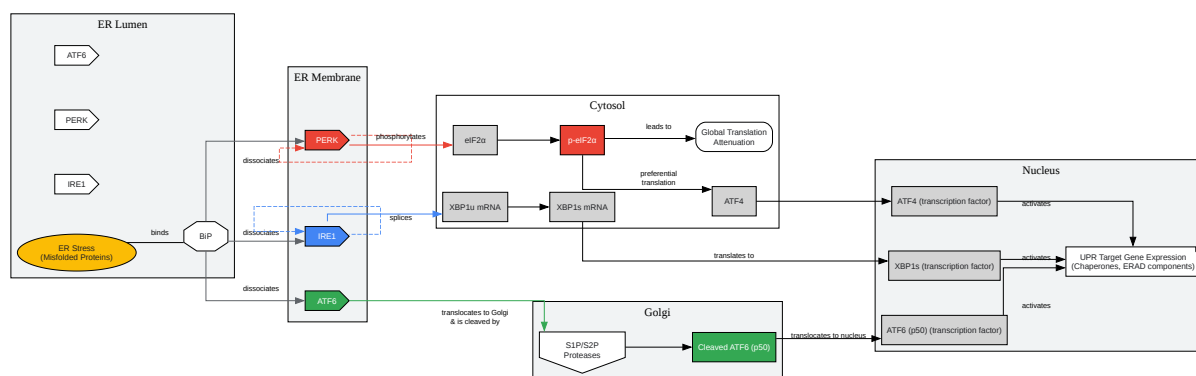 ER Lumen
ATF6
PERK
IRE1
ER Stress
(Misfolded Proteins)
binds
BiP
dissociates
dissociates
dissociates
ER Membrane
PERK
IRE1
ATF6
phosphorylates
splices
translocates to Golgi
& is cleaved by
Cytosol
eIF2α
p-eIF2α
leads to
Global Translation
Attenuation
preferential
translation
XBP1u mRNA
XBP1s mRNA
ATF4
translates to
Golgi
S1P/S2P
Proteases
Cleaved ATF6 (p50)
translocates to nucleus
Nucleus
ATF4 (transcription factor)
activates
XBP1s (transcription factor)
activates
UPR Target Gene Expression
(Chaperones, ERAD components)
ATF6 (p50) (transcription factor)
activates